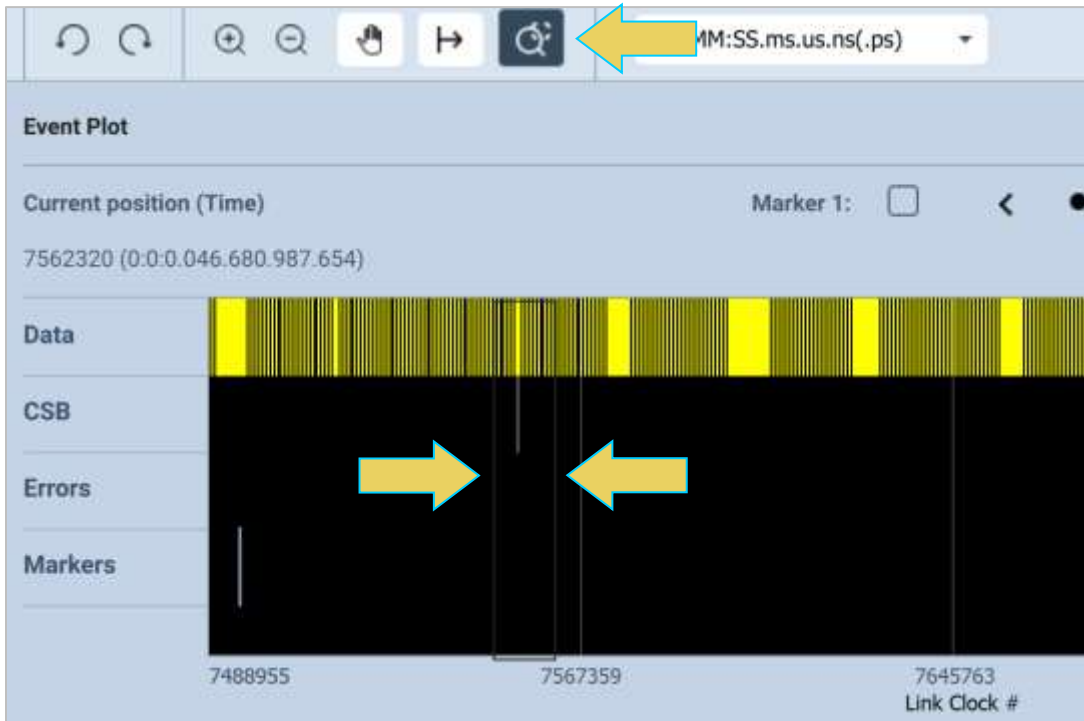 MM:SS.ms.us.ns(.ps)
Event Plot
Current position (Time)
Marker 1:
7562320 (0:0:0.046.680.987.654)
Data
CSB
Errors
Markers
7488955 7567359 7645763
Link Clock #